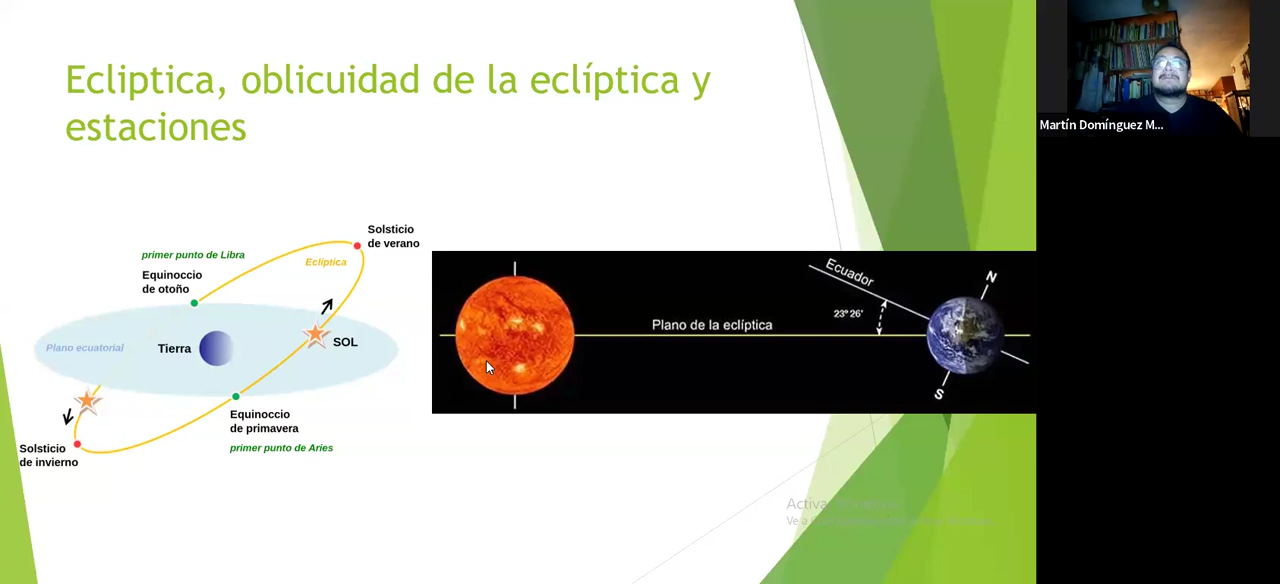 Ecliptica, oblicuidad de la eclíptica y
estaciones
Solsticio
de verano
primer punto de Libra
Eclíptica
Equinoccio
de otoño
Plano ecuatorial
Tierra
SOL
Equinoccio
de primavera
primer punto de Aries
Solsticio
de invierno
Ecuador
23º 26'
Plano de la eclíptica
N
S
Martín Domínguez M...